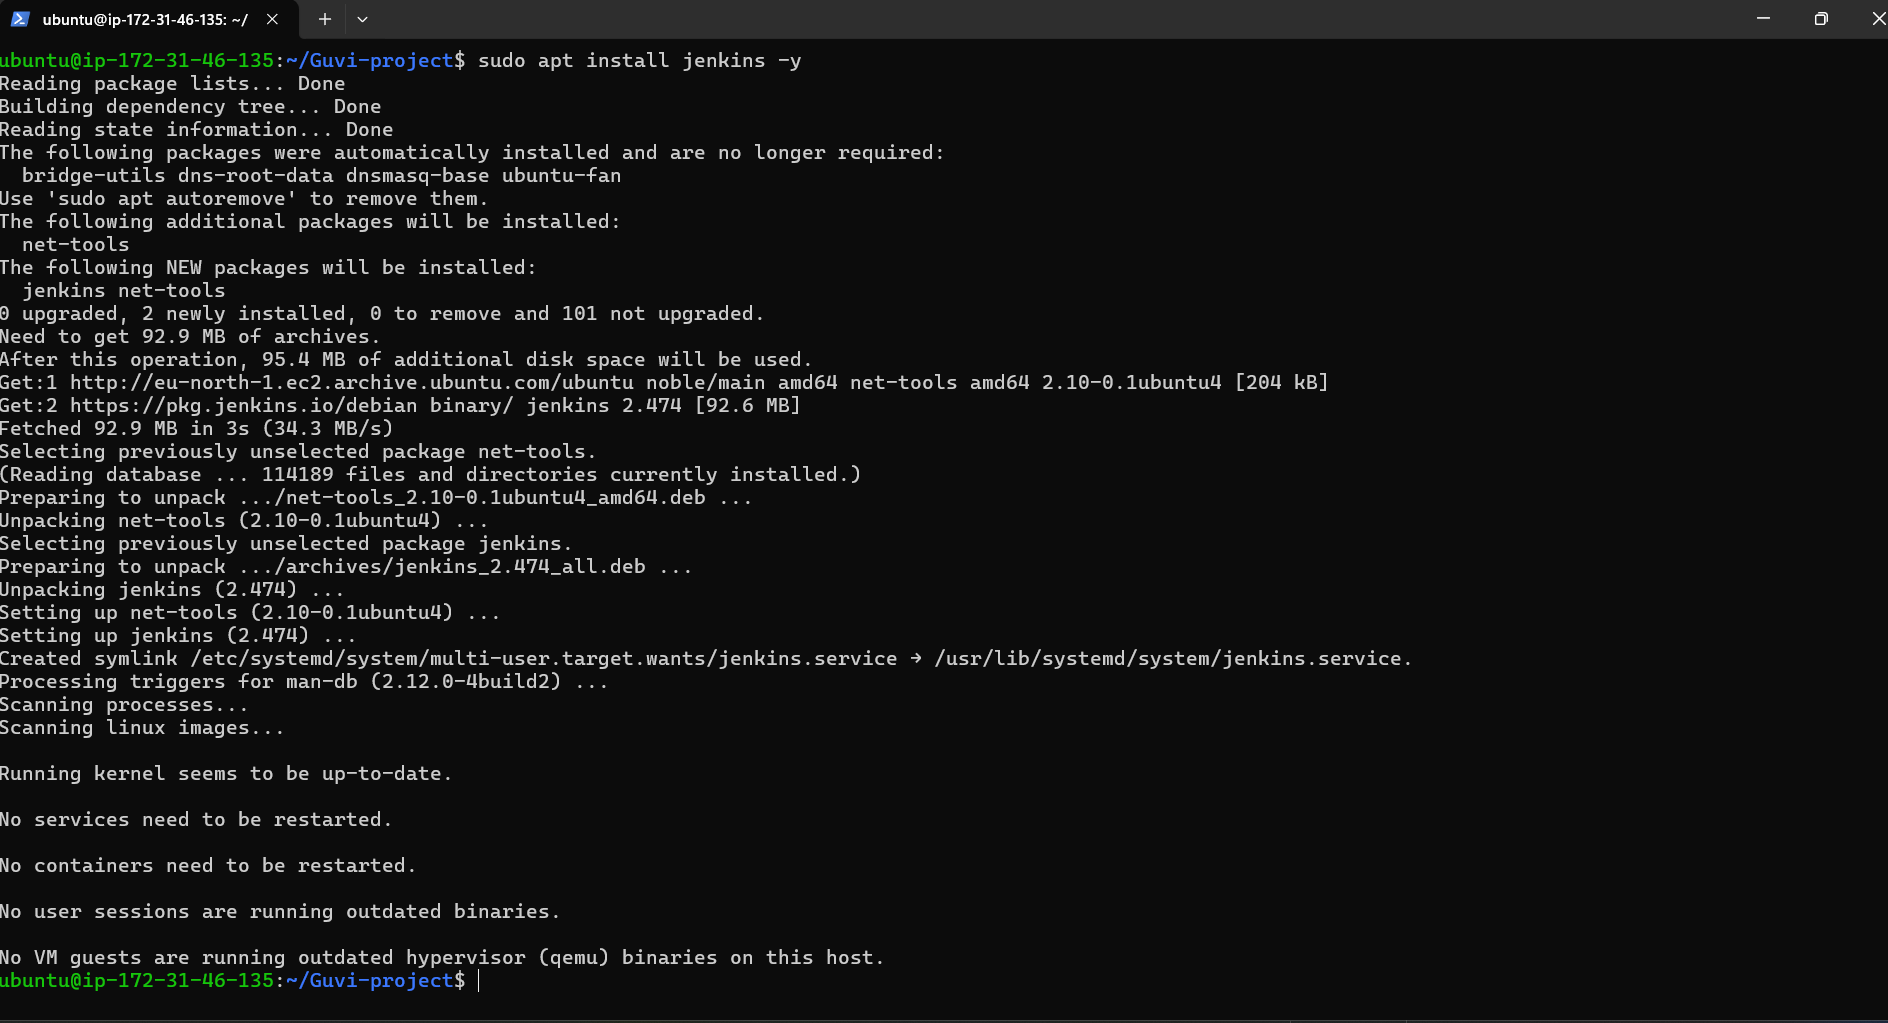 ubuntu@ip-172-31-46-135: ~/
ubuntu@ip-172-31-46-135:~/Guvi-project$ sudo apt install jenkins -y
Reading package lists... Done
Building dependency tree... Done
Reading state information... Done
The following packages were automatically installed and are no longer required:
  bridge-utils dns-root-data dnsmasq-base ubuntu-fan
Use 'sudo apt autoremove' to remove them.
The following additional packages will be installed:
  net-tools
The following NEW packages will be installed:
  jenkins net-tools
0 upgraded, 2 newly installed, 0 to remove and 101 not upgraded.
Need to get 92.9 MB of archives.
After this operation, 95.4 MB of additional disk space will be used.
Get:1 http://eu-north-1.ec2.archive.ubuntu.com/ubuntu noble/main amd64 net-tools amd64 2.10-0.1ubuntu4 [204 kB]
Get:2 https://pkg.jenkins.io/debian binary/ jenkins 2.474 [92.6 MB]
Fetched 92.9 MB in 3s (34.3 MB/s)
Selecting previously unselected package net-tools.
(Reading database ... 114189 files and directories currently installed.)
Preparing to unpack .../net-tools_2.10-0.1ubuntu4_amd64.deb ...
Unpacking net-tools (2.10-0.1ubuntu4) ...
Selecting previously unselected package jenkins.
Preparing to unpack .../archives/jenkins_2.474_all.deb ...
Unpacking jenkins (2.474) ...
Setting up net-tools (2.10-0.1ubuntu4) ...
Setting up jenkins (2.474) ...
Created symlink /etc/systemd/system/multi-user.target.wants/jenkins.service → /usr/lib/systemd/system/jenkins.service.
Processing triggers for man-db (2.12.0-4build2) ...
Scanning processes...
Scanning linux images...
Running kernel seems to be up-to-date.
No services need to be restarted.
No containers need to be restarted.
No user sessions are running outdated binaries.
No VM guests are running outdated hypervisor (qemu) binaries on this host.
ubuntu@ip-172-31-46-135:~/Guvi-project$